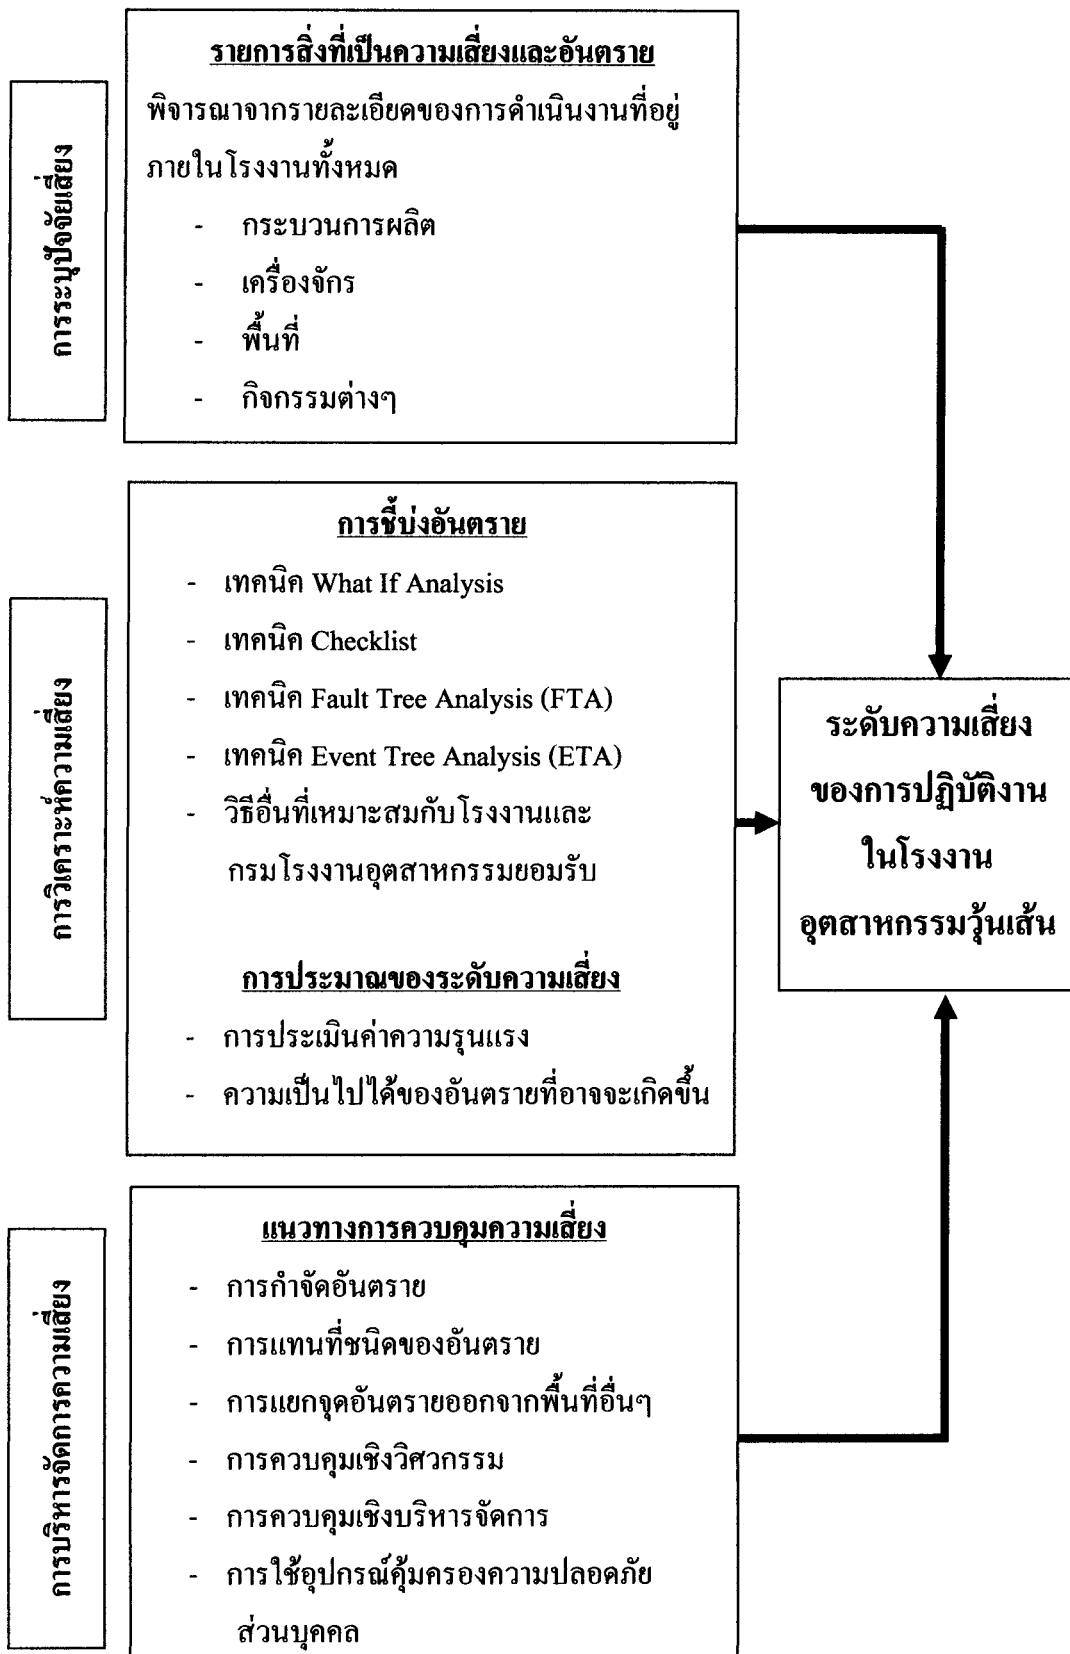 การระบุปัจจัยเสี่ยง
รายการสิ่งที่เป็นความเสี่ยงและอันตราย
พิจารณาจากรายละเอียดของการดำเนินงานที่อยู่
ภายในโรงงานทั้งหมด
- กระบวนการผลิต
- เครื่องจักร
- พื้นที่
- กิจกรรมต่างๆ
การวิเคราะห์ความเสี่ยง
การชี้บ่งอันตราย
- เทคนิค What If Analysis
- เทคนิค Checklist
- เทคนิค Fault Tree Analysis (FTA)
- เทคนิค Event Tree Analysis (ETA)
- วิธีอื่นที่เหมาะสมกับโรงงานและ
กรมโรงงานอุตสาหกรรมยอมรับ
การประมาณของระดับความเสี่ยง
- การประเมินค่าความรุนแรง
- ความเป็นไปได้ของอันตรายที่อาจจะเกิดขึ้น
การบริหารจัดการความเสี่ยง
แนวทางการควบคุมความเสี่ยง
- การกำจัดอันตราย
- การแทนที่ชนิดของอันตราย
- การแยกจุดอันตรายออกจากพื้นที่อื่นๆ
- การควบคุมเชิงวิศวกรรม
- การควบคุมเชิงบริหารจัดการ
- การใช้อุปกรณ์คุ้มครองความปลอดภัย
ส่วนบุคคล
ระดับความเสี่ยง
ของการปฏิบัติงาน
ในโรงงาน
อุตสาหกรรมวุ้นเส้น